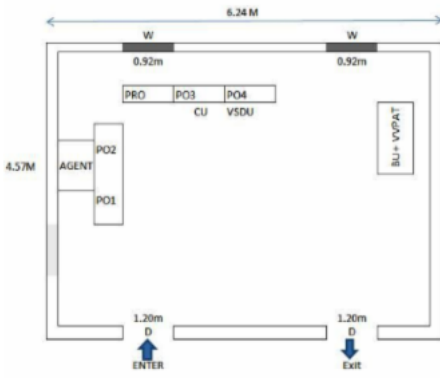 6.24 M
W
W
0.92m
0.92m
PRO
PO3
PO4
CU
VSDU
BU+ VVPAT
4.57M
AGENT
PO2
PO1
1.20m
D
1.20m
D
ENTER
Exit